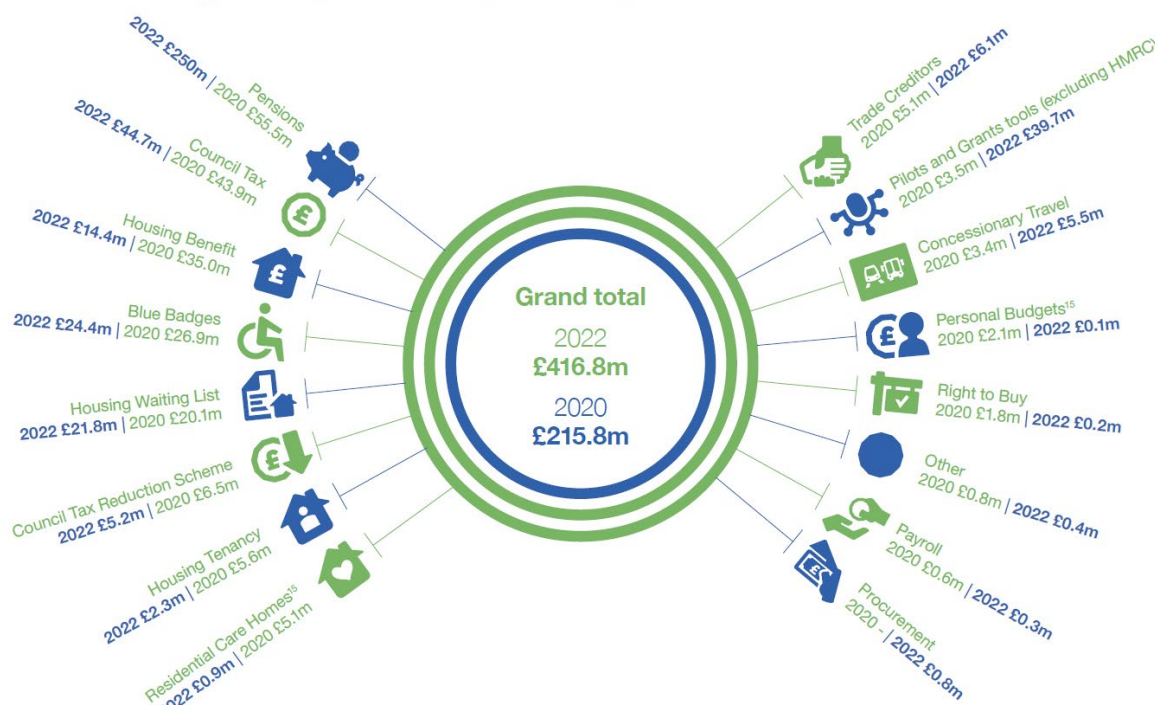 2022 £250m | 2020 £55.5m
Pensions
2022 £44.7m | 2020 £43.9m
Council Tax
Housing Benefit
2022 £14.4m | 2020 £35.0m
Blue Badges
2022 £24.4m | 2020 £26.9m
Housing Waiting List
2022 £21.8m | 2020 £20.1m
Council Tax Reduction Scheme
2022 £5.2m | 2020 £6.5m
Housing Tenancy
2022 £2.3m | 2020 £5.6m
Residential Care Homes¹⁵
£0.9m | 2020 £5.1m
Grand total
2022
£416.8m
2020
£215.8m
Trade Creditors
2020 £5.1m | 2022 £6.1m
Pilots and Grants tools (excluding HMRC)
2020 £3.5m | 2022 £39.7m
Concessionary Travel
2020 £3.4m | 2022 £5.5m
Personal Budgets¹⁵
2020 £2.1m | 2022 £0.1m
Right to Buy
2020 £1.8m | 2022 £0.2m
Other
2020 £0.8m | 2022 £0.4m
Payroll
2020 £0.6m | 2022 £0.3m
Procurement
2020 - | 2022 £0.8m
£
£
£
£
£